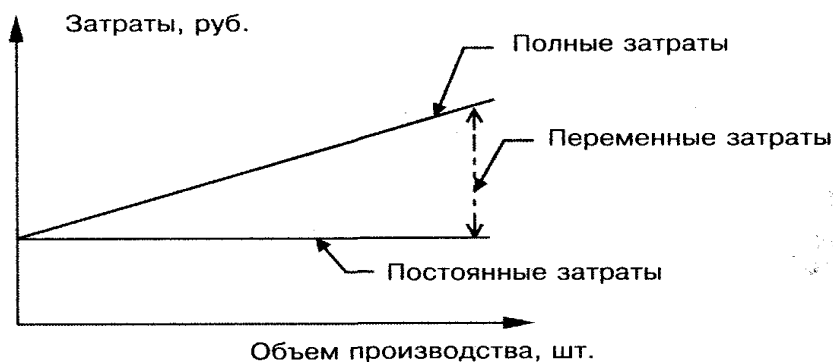 Затраты, руб.
Полные затраты
Переменные затраты
Постоянные затраты
Объем производства, шт.